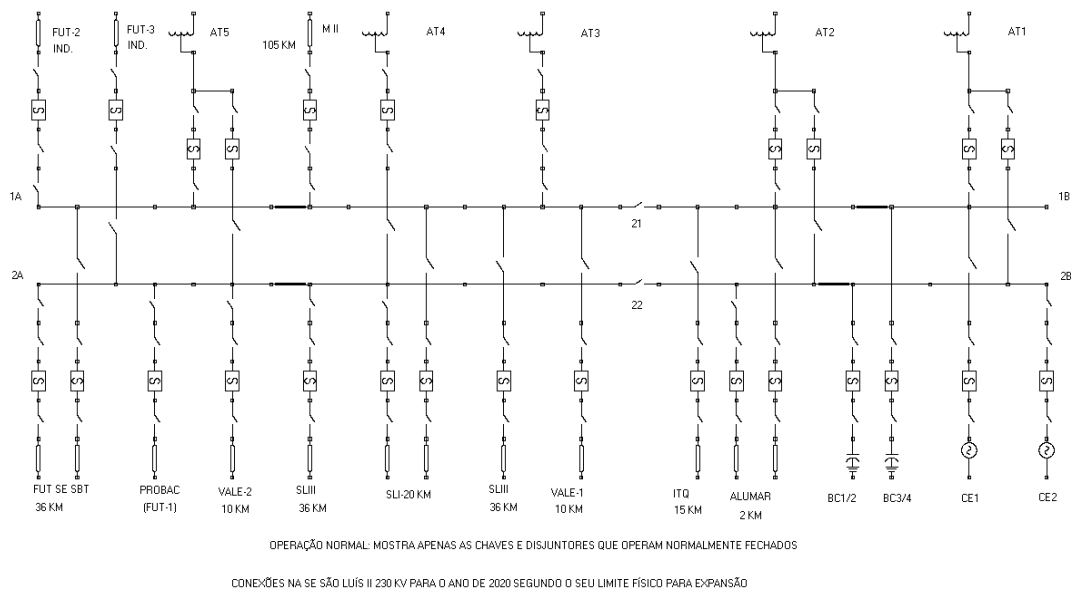 FUT-2
IND.
FUT-3
IND.
AT5
105 KM
M II
AT4
AT3
AT2
AT1
S S S S
S S S S S S
1A
1B
21
2A
2B
22
S S S S S S S S S S S S S S S S
FUT SE SBT
36 KM
PROBAC
(FUT-1)
VALE-2
10 KM
SLIII
36 KM
SLI-20 KM
SLIII
36 KM
VALE-1
10 KM
ITQ
15 KM
ALUMAR
2 KM
BC1/2
BC3/4
CE1
CE2
OPERAÇÃO NORMAL: MOSTRA APENAS AS CHAVES E DISJUNTORES QUE OPERAM NORMALMENTE FECHADOS
CONEXÕES NA SE SÃO LUÍS II 230 KV PARA O ANO DE 2020 SEGUNDO O SEU LIMITE FÍSICO PARA EXPANSÃO